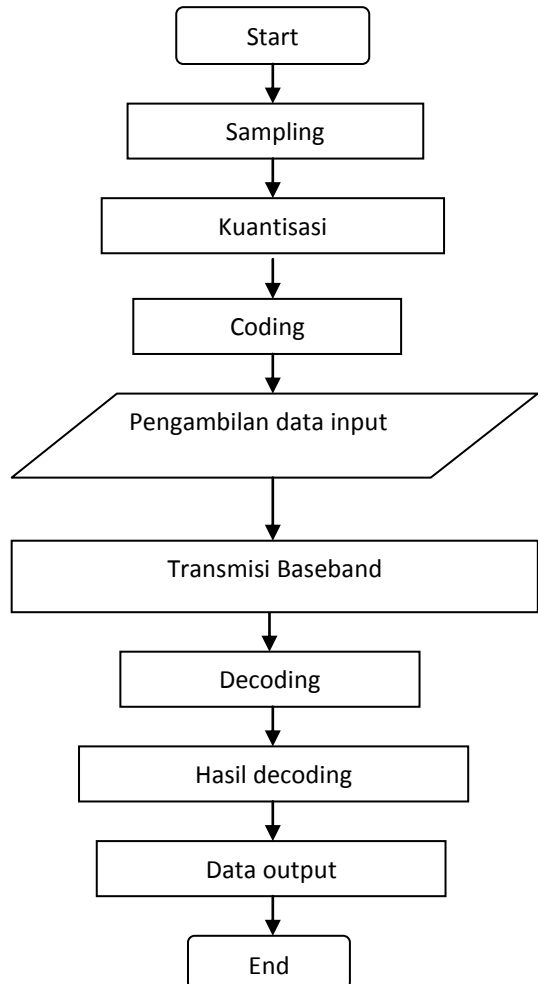 Start
Sampling
Kuantisasi
Coding
Pengambilan data input
Transmisi Baseband
Decoding
Hasil decoding
Data output
End